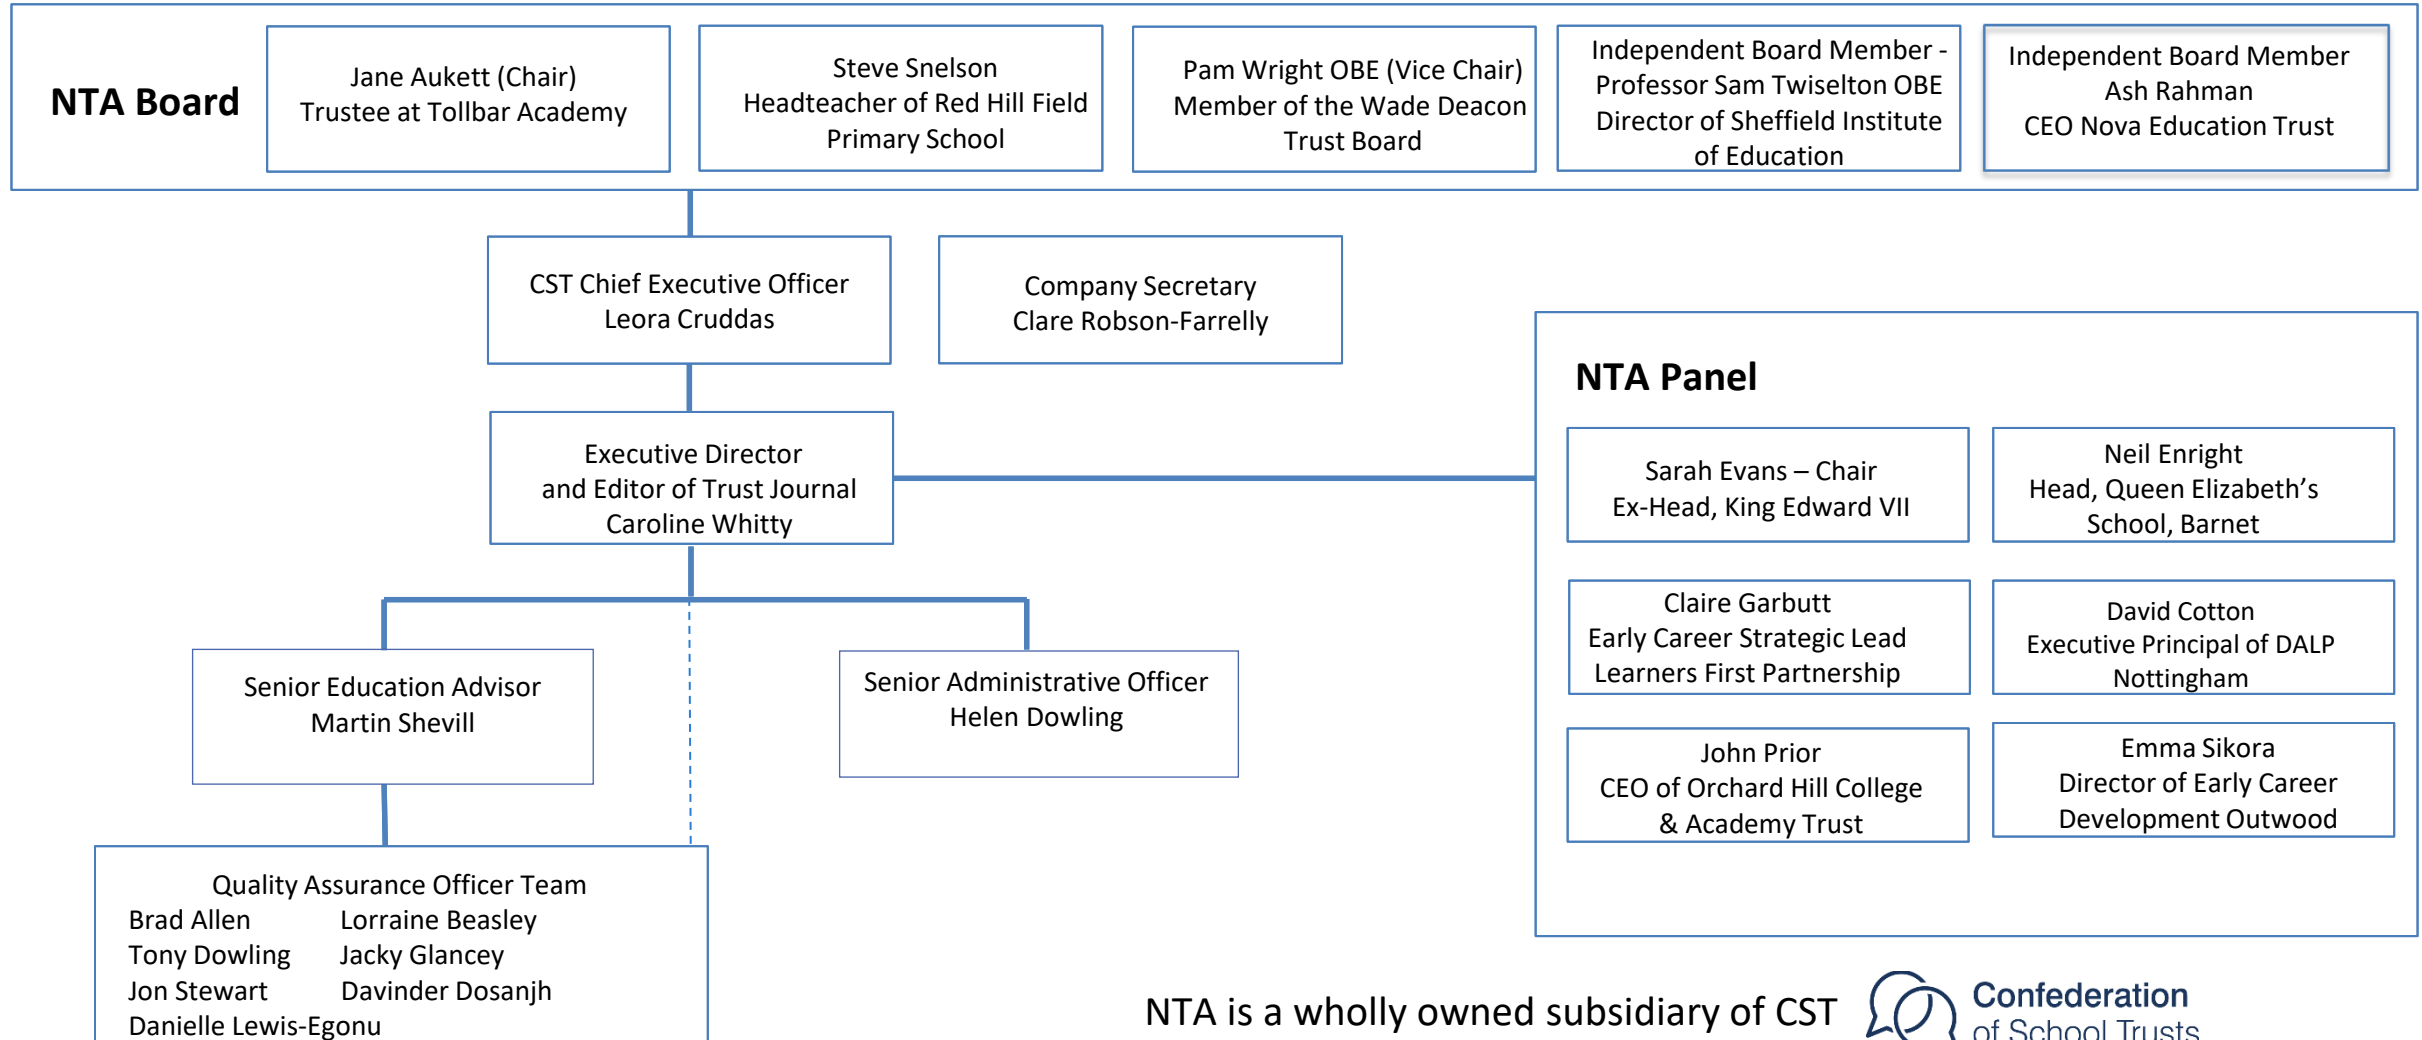 NTA Board
Jane Aukett (Chair)
Trustee at Tollbar Academy
Steve Snelson
Headteacher of Red Hill Field
Primary School
Pam Wright OBE (Vice Chair)
Member of the Wade Deacon
Trust Board
Independent Board Member -
Professor Sam Twiselton OBE
Director of Sheffield Institute
of Education
Independent Board Member
Ash Rahman
CEO Nova Education Trust
CST Chief Executive Officer
Leora Cruddas
Company Secretary
Clare Robson-Farrelly
Executive Director
and Editor of Trust Journal
Caroline Whitty
NTA Panel
Sarah Evans – Chair
Ex-Head, King Edward VII
Neil Enright
Head, Queen Elizabeth’s
School, Barnet
Claire Garbutt
Early Career Strategic Lead
Learners First Partnership
David Cotton
Executive Principal of DALP
Nottingham
John Prior
CEO of Orchard Hill College
& Academy Trust
Emma Sikora
Director of Early Career
Development Outwood
Senior Education Advisor
Martin Shevill
Senior Administrative Officer
Helen Dowling
Quality Assurance Officer Team
Brad Allen Lorraine Beasley
Tony Dowling Jacky Glancey
Jon Stewart Davinder Dosanjh
Danielle Lewis-Egonu
NTA is a wholly owned subsidiary of CST
Confederation
of School Trusts